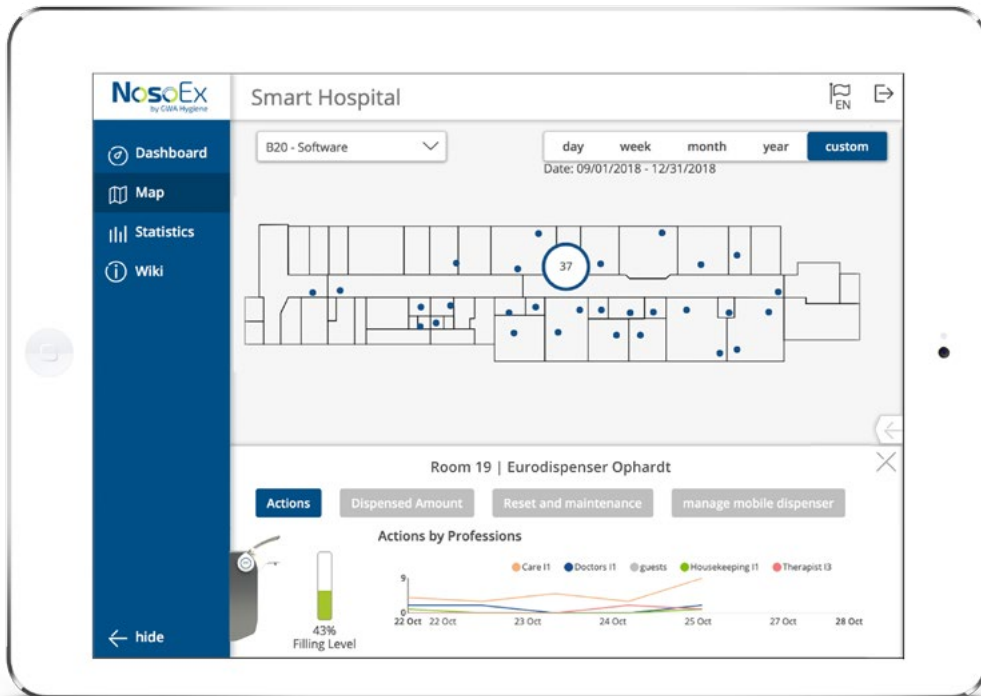 NosoEx
by GWA Hygiene
Smart Hospital
EN
Dashboard
Map
Statistics
Wiki
hide
B20 - Software
day week month year custom
Date: 09/01/2018 - 12/31/2018
37
Room 19 | Eurodispenser Ophardt
Actions Dispensed Amount Reset and maintenance manage mobile dispenser
Actions by Professions
Care I1 Doctors I1 guests Housekeeping I1 Therapist I3
9
0
22 Oct 22 Oct 23 Oct 24 Oct 25 Oct 27 Oct 28 Oct
43%
Filling Level